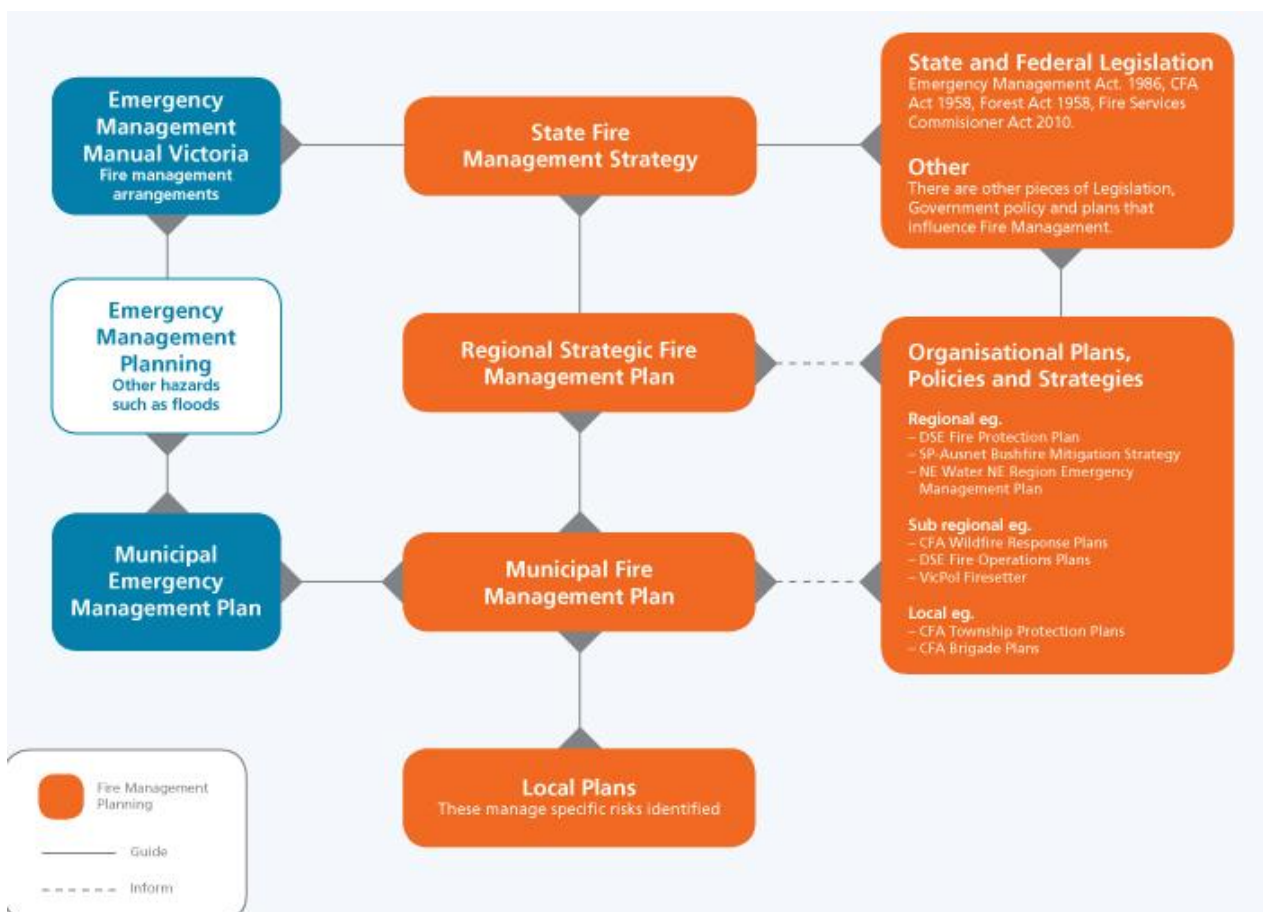 Emergency
Management
Manual Victoria
Fire management
arrangements
State Fire
Management Strategy
State and Federal Legislation
Emergency Management Act. 1986, CFA
Act 1958, Forest Act 1958, Fire Services
Commisioner Act 2010.
Other
There are other pieces of Legislation,
Government policy and plans that
influence Fire Managament.
Emergency
Management
Planning
Other hazards
such as floods
Regional Strategic Fire
Management Plan
Organisational Plans,
Policies and Strategies
Regional eg.
– DSE Fire Protection Plan
– SP-Ausnet Bushfire Mitigation Strategy
– NE Water NE Region Emergency
Management Plan
Sub regional eg.
– CFA Wildfire Response Plans
– DSE Fire Operations Plans
– VicPol Firesetter
Local eg.
– CFA Township Protection Plans
– CFA Brigade Plans
Municipal
Emergency
Management Plan
Municipal Fire
Management Plan
Local Plans
These manage specific risks identified
Fire Management
Planning
Guide
Inform